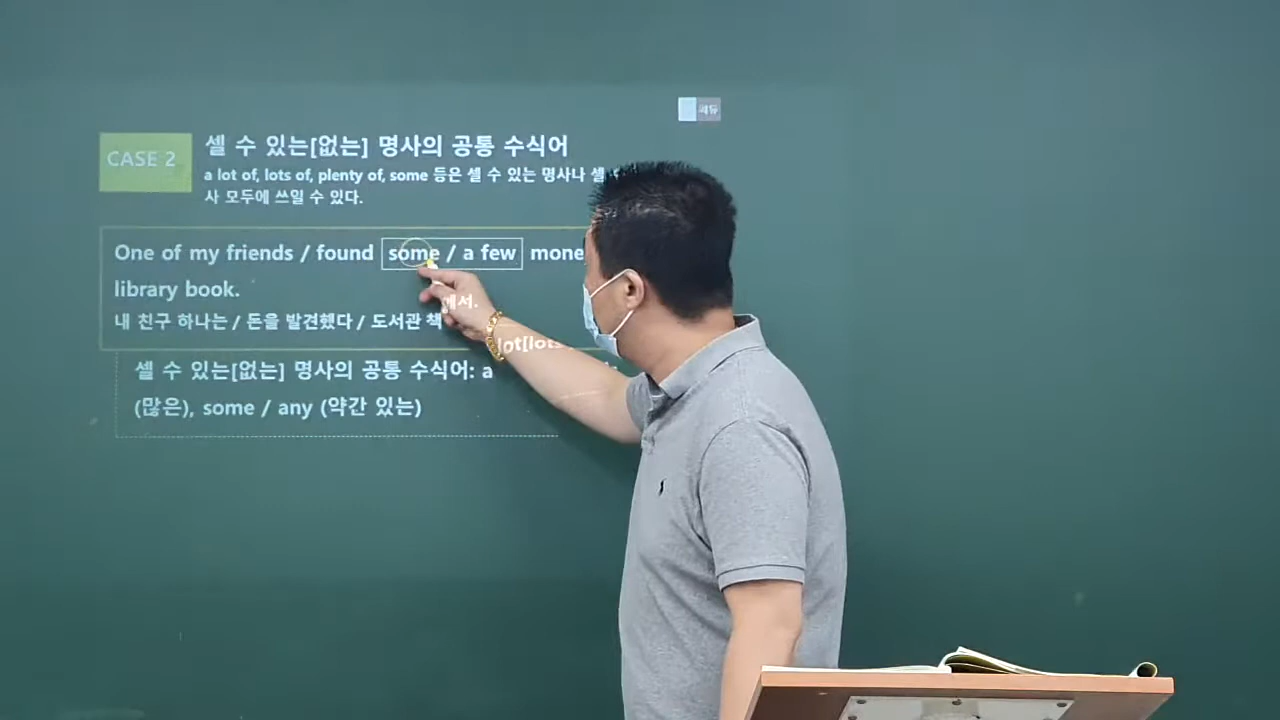 쎄듀
CASE 2
셀 수 있는[없는] 명사의 공통 수식어
a lot of, lots of, plenty of, some 등은 셀 수 있는 명사나 셀
사 모두에 쓰일 수 있다.
One of my friends / found some / a few mone
library book.
내 친구 하나는 / 돈을 발견했다 / 도서관 책에서.
셀 수 있는[없는] 명사의 공통 수식어: a lot[lots
(많은), some / any (약간 있는)